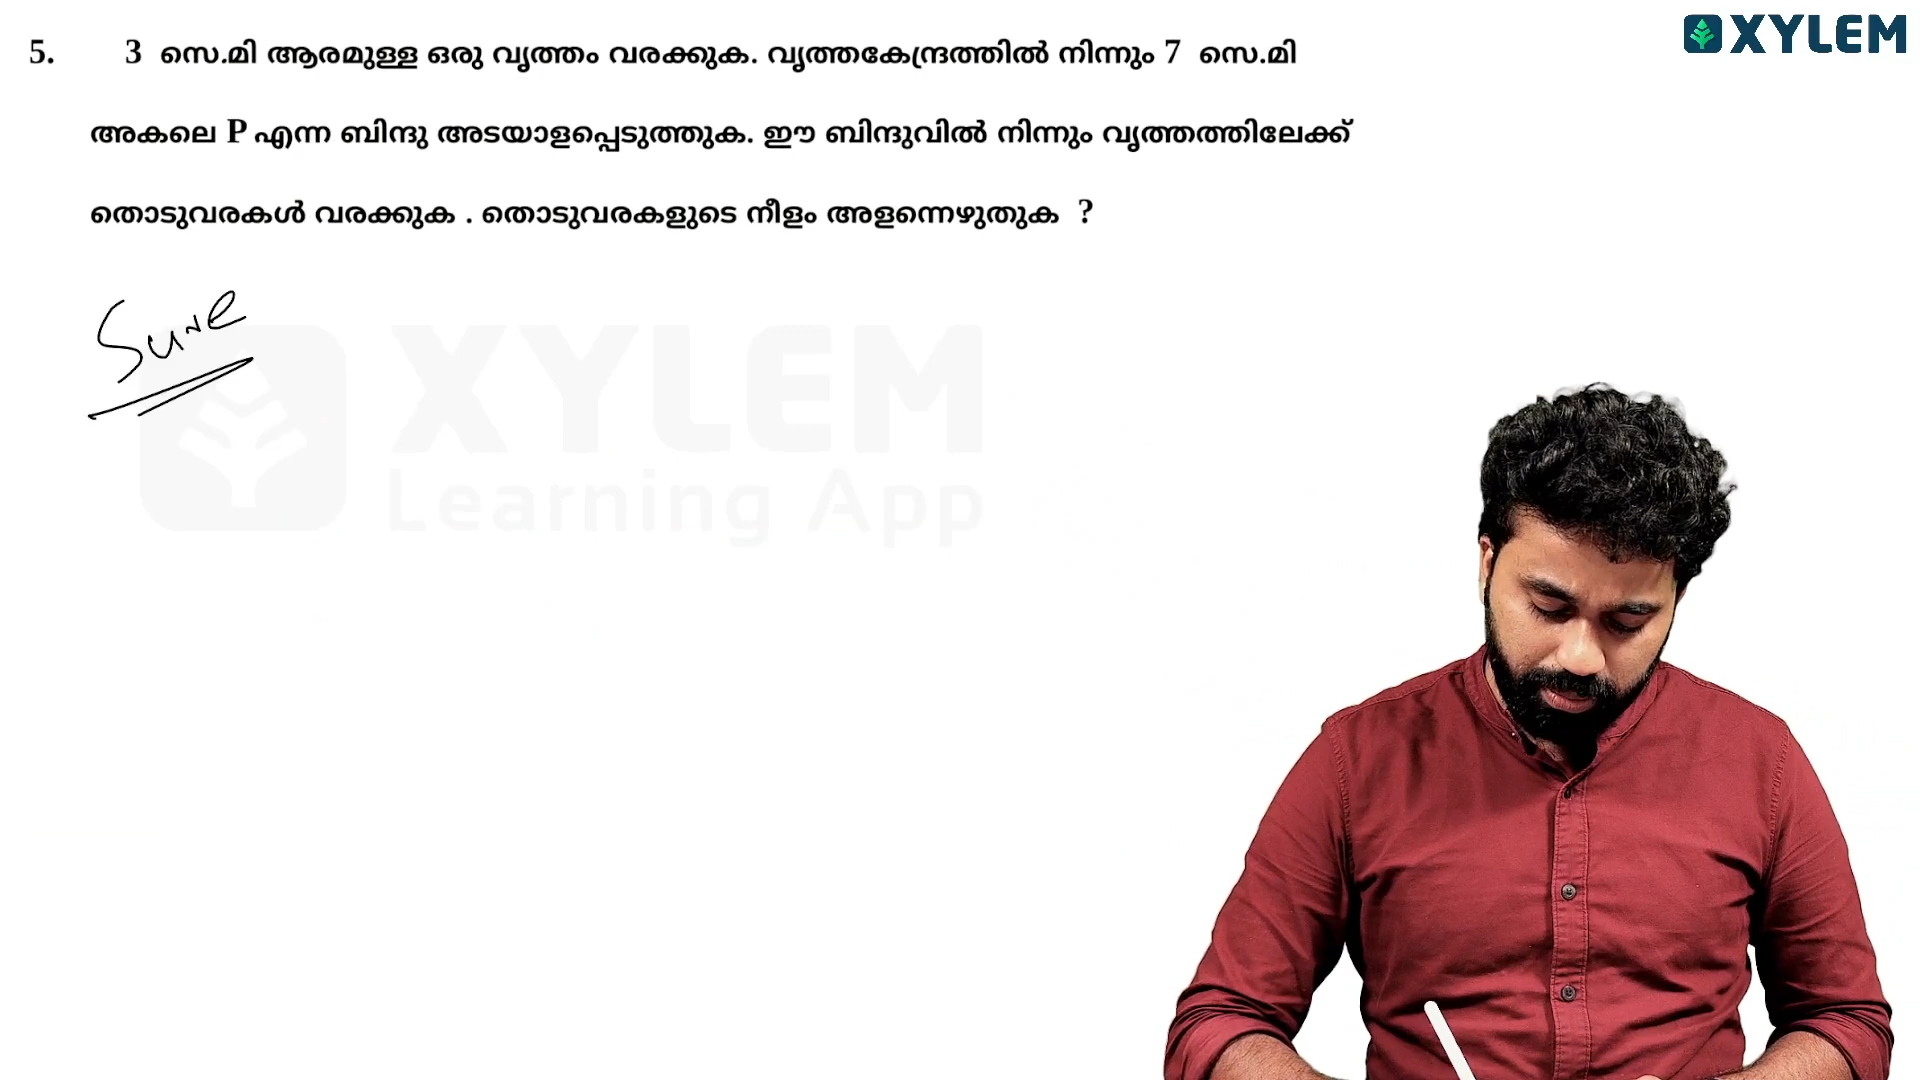 XYLEM
5. 3 സെ.മി ആരമുള്ള ഒരു വൃത്തം വരക്കുക. വൃത്തകേന്ദ്രത്തിൽ നിന്നും 7 സെ.മി
അകലെ P എന്ന ബിന്ദു അടയാളപ്പെടുത്തുക. ഈ ബിന്ദുവിൽ നിന്നും വൃത്തത്തിലേക്ക്
തൊടുവരകൾ വരക്കുക . തൊടുവരകളുടെ നീളം അളന്നെഴുതുക ?
Sure
XYLEM
Learning App